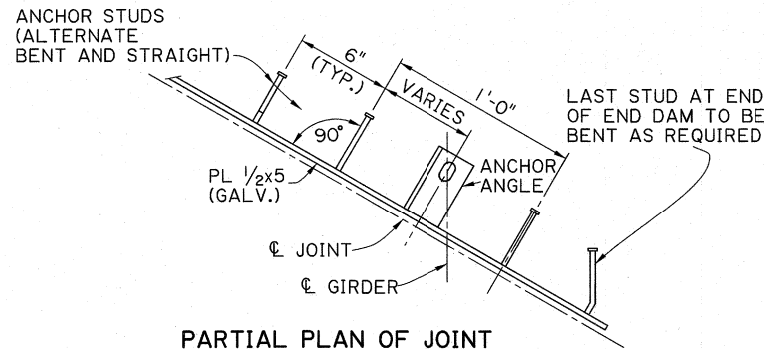 ANCHOR STUDS
(ALTERNATE
BENT AND STRAIGHT)
6"
(TYP.)
VARIES
1'-0"
LAST STUD AT END
OF END DAM TO BE
BENT AS REQUIRED
90°
PL 1/2x5
(GALV.)
ANCHOR
ANGLE
℄ JOINT
℄ GIRDER
PARTIAL PLAN OF JOINT